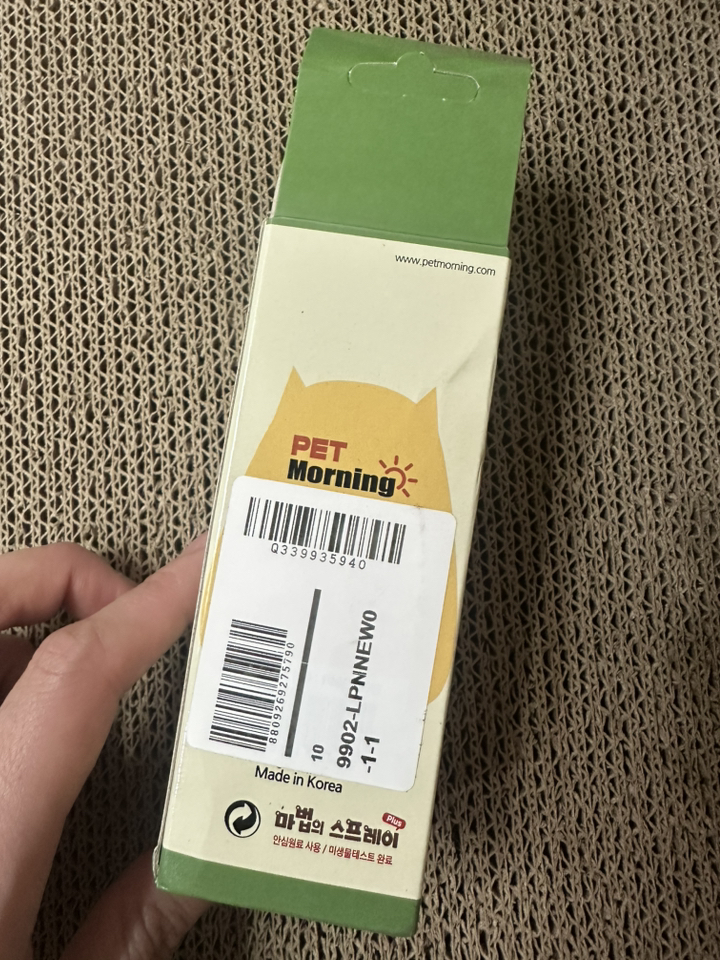 www.petmorning.com
PET
Morning
Q339935940
8809269275790
10
9902-LPNNEW0
-1-1
Made in Korea
마법의 스프레이 Plus
안심원료 사용 / 미생물테스트 완료